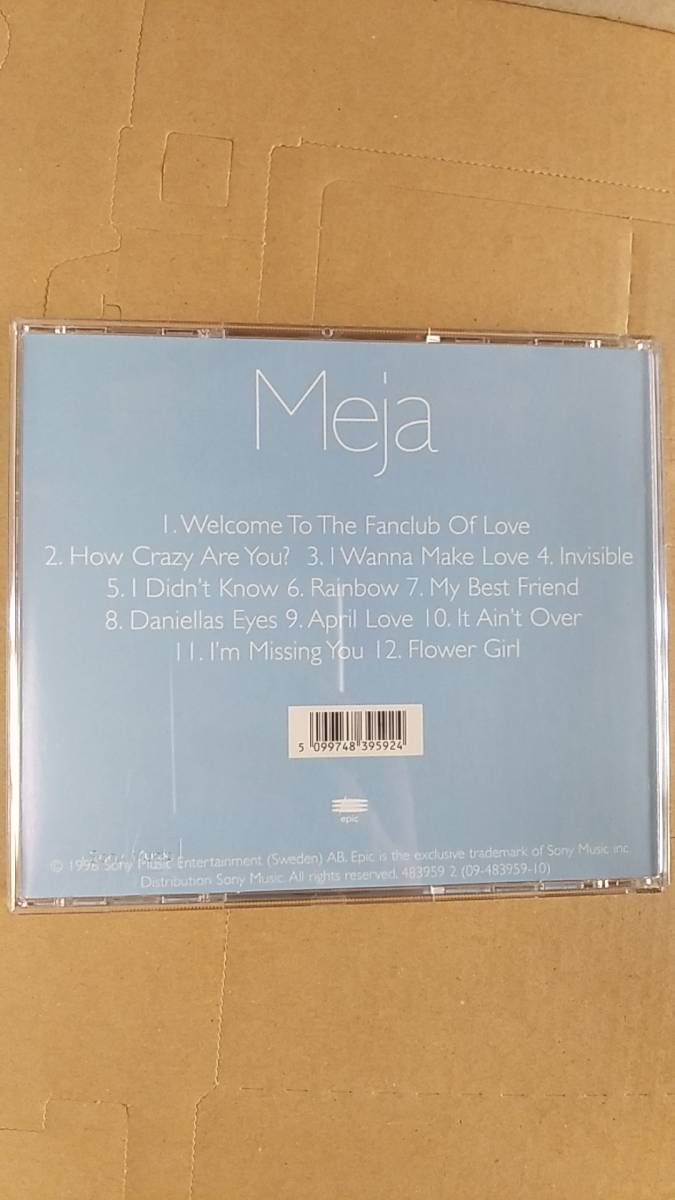 Meja
1. Welcome To The Fanclub Of Love
2. How Crazy Are You? 3. I Wanna Make Love 4. Invisible
5. I Didn't Know 6. Rainbow 7. My Best Friend
8. Daniellas Eyes 9. April Love 10. It Ain't Over
11. I'm Missing You 12. Flower Girl
5 099748 395924
epic
© 1996 Sony Music Entertainment (Sweden) AB. Epic is the exclusive trademark of Sony Music inc.
Distribution Sony Music. All rights reserved. 483959 2 (09-483959-10)